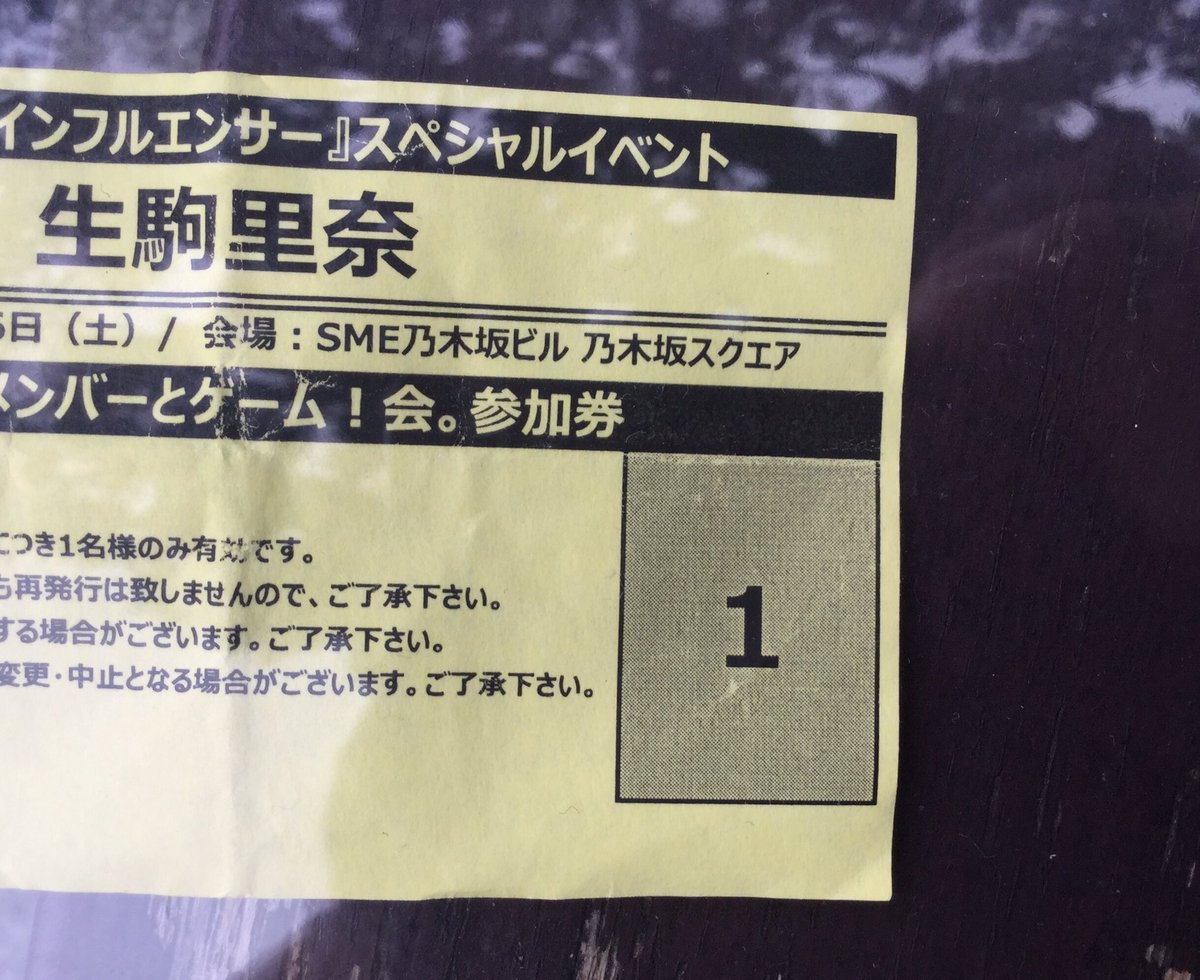 インフルエンサー』スペシャルイベント
生駒里奈
日（土）/ 会場：SME乃木坂ビル 乃木坂スクエア
メンバーとゲーム！会。参加券
につき1名様のみ有効です。
も再発行は致しませんので、ご了承下さい。
する場合がございます。ご了承下さい。
変更・中止となる場合がございます。ご了承下さい。
1